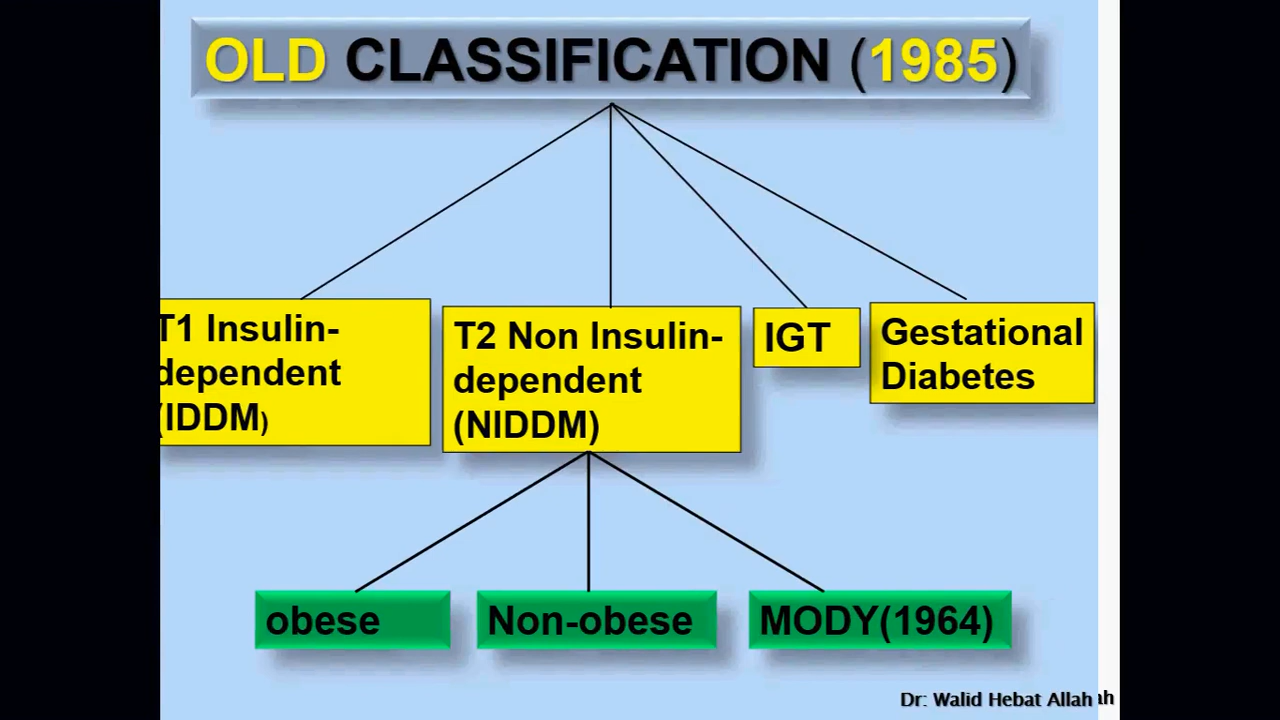 OLD CLASSIFICATION (1985)
T1 Insulin-
dependent
(IDDM)
T2 Non Insulin-
dependent
(NIDDM)
IGT
Gestational
Diabetes
obese
Non-obese
MODY(1964)
Dr: Walid Hebat Allah